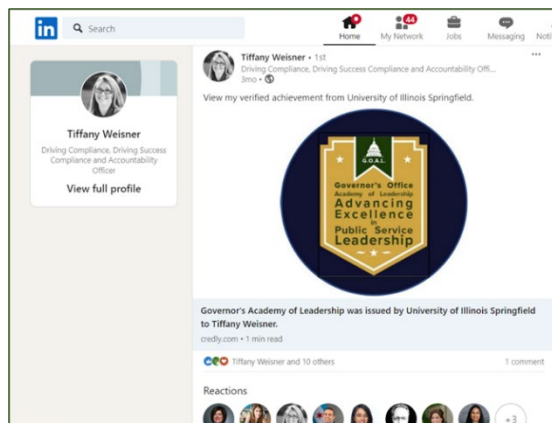 in
Search
44
Home
My Network
Jobs
Messaging
Noti
Tiffany Weisner
Driving Compliance, Driving Success
Compliance and Accountability
Officer
View full profile
Tiffany Weisner • 1st
Driving Compliance, Driving Success Compliance and Accountability Offi...
3mo •
View my verified achievement from University of Illinois Springfield.
G.O.A.L.
Governor's Office
Academy of Leadership
Advancing
Excellence
in
Public Service
Leadership
Governor's Academy of Leadership was issued by University of Illinois Springfield
to Tiffany Weisner.
credly.com • 1 min read
Tiffany Weisner and 10 others
1 comment
Reactions
+3